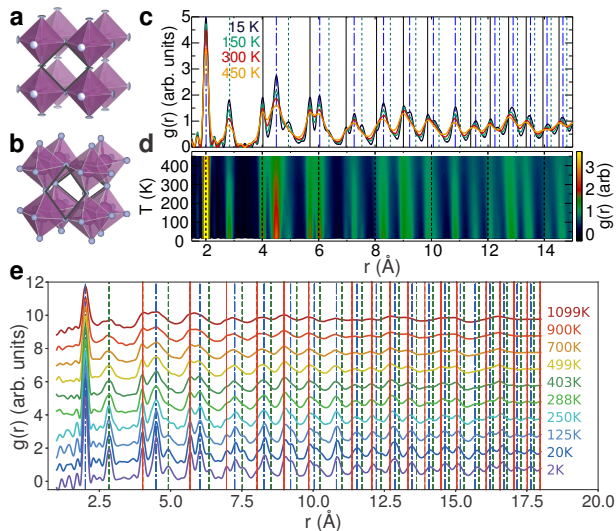 a
c
5
4
3
2
1
0
g(r) (arb. units)
15 K
150 K
300 K
450 K
b
d
400
300
200
100
0
T (K)
2
4
6
8
10
12
14
r (Å)
3
2
1
0
g(r) (arb)
e
12
10
8
6
4
2
0
g(r) (arb. units)
1099K
900K
700K
499K
403K
288K
250K
125K
20K
2K
2.5
5.0
7.5
10.0
12.5
15.0
17.5
20.0
r (Å)